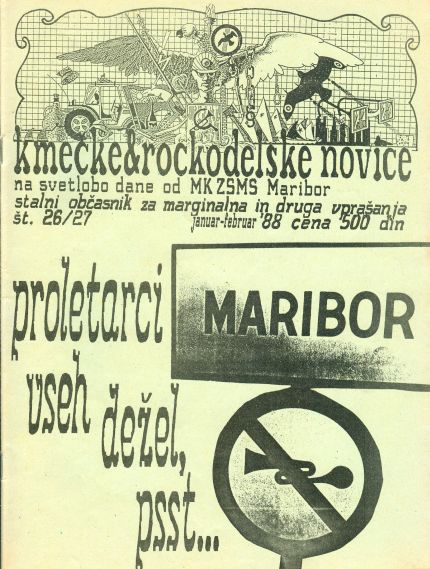 kmečke&rockodelske novice
na svetlobo dane od MK ZSMS Maribor
stalni občasnik za marginalna in druga vprašanja
št. 26/27 januar-februar '88 cena 500 din
proletarci
vseh
dežel,
psst...
MARIBOR